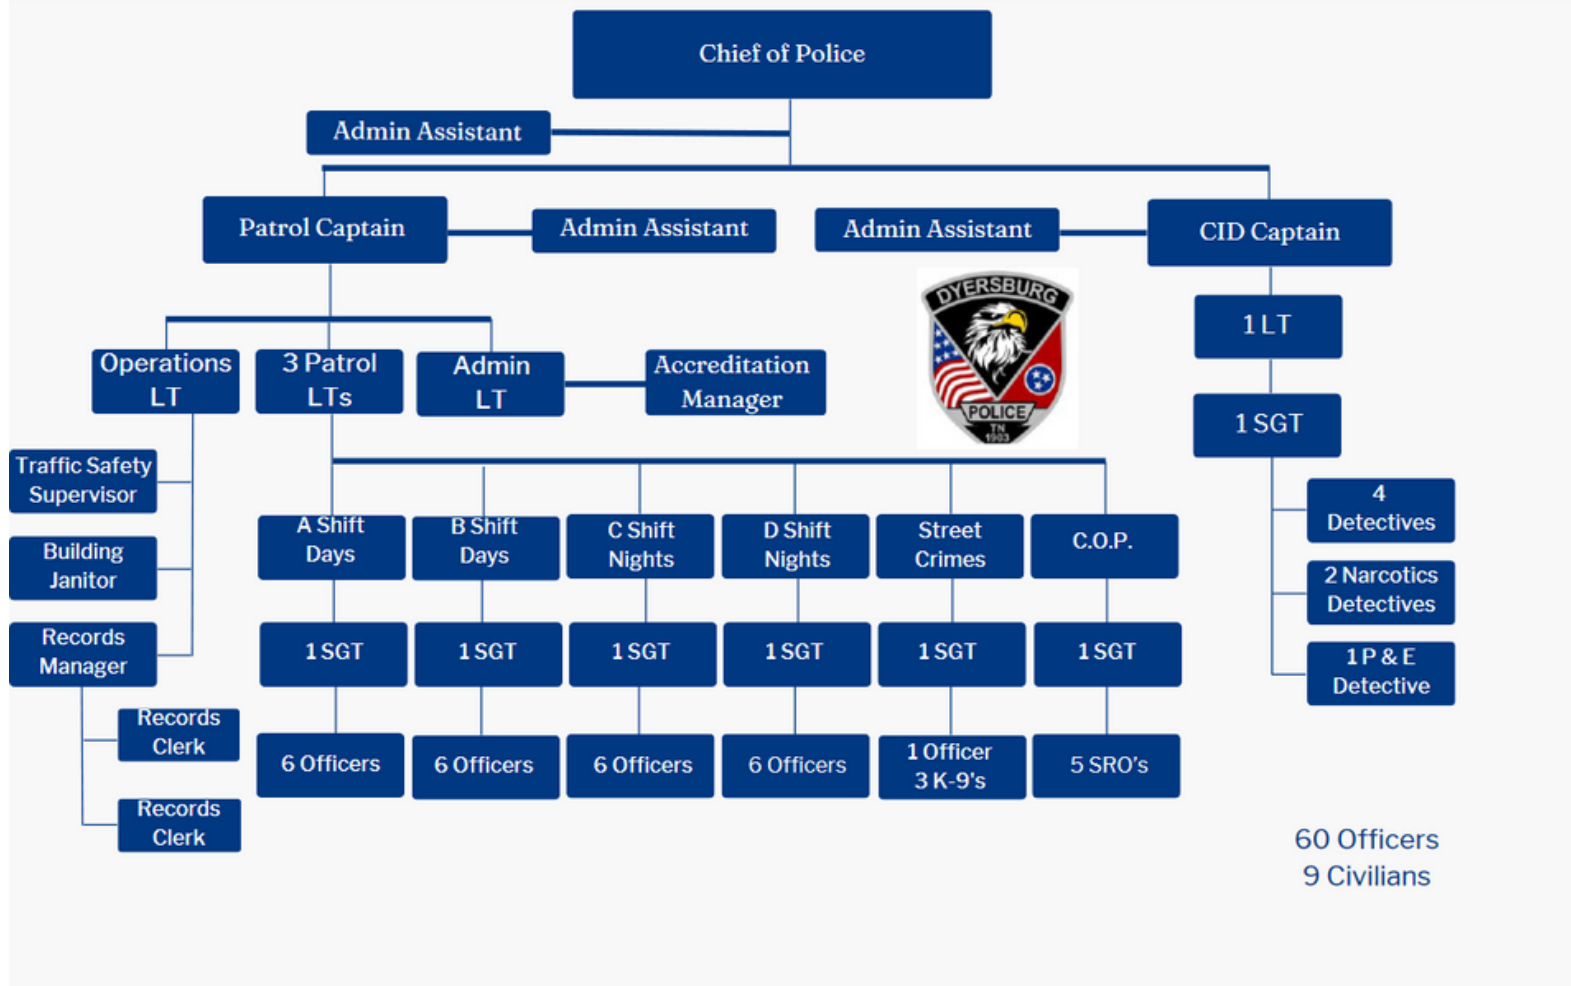 Chief of Police
Admin Assistant
Patrol Captain
Admin Assistant
Admin Assistant
CID Captain
DYERSBURG
POLICE
TN
1903
1 LT
Operations
LT
3 Patrol
LTs
Admin
LT
Accreditation
Manager
1 SGT
Traffic Safety
Supervisor
Building
Janitor
Records
Manager
Records
Clerk
Records
Clerk
A Shift
Days
B Shift
Days
C Shift
Nights
D Shift
Nights
Street
Crimes
C.O.P.
1 SGT
1 SGT
1 SGT
1 SGT
1 SGT
1 SGT
6 Officers
6 Officers
6 Officers
6 Officers
1 Officer
3 K-9's
5 SRO's
4
Detectives
2 Narcotics
Detectives
1 P & E
Detective
60 Officers
9 Civilians